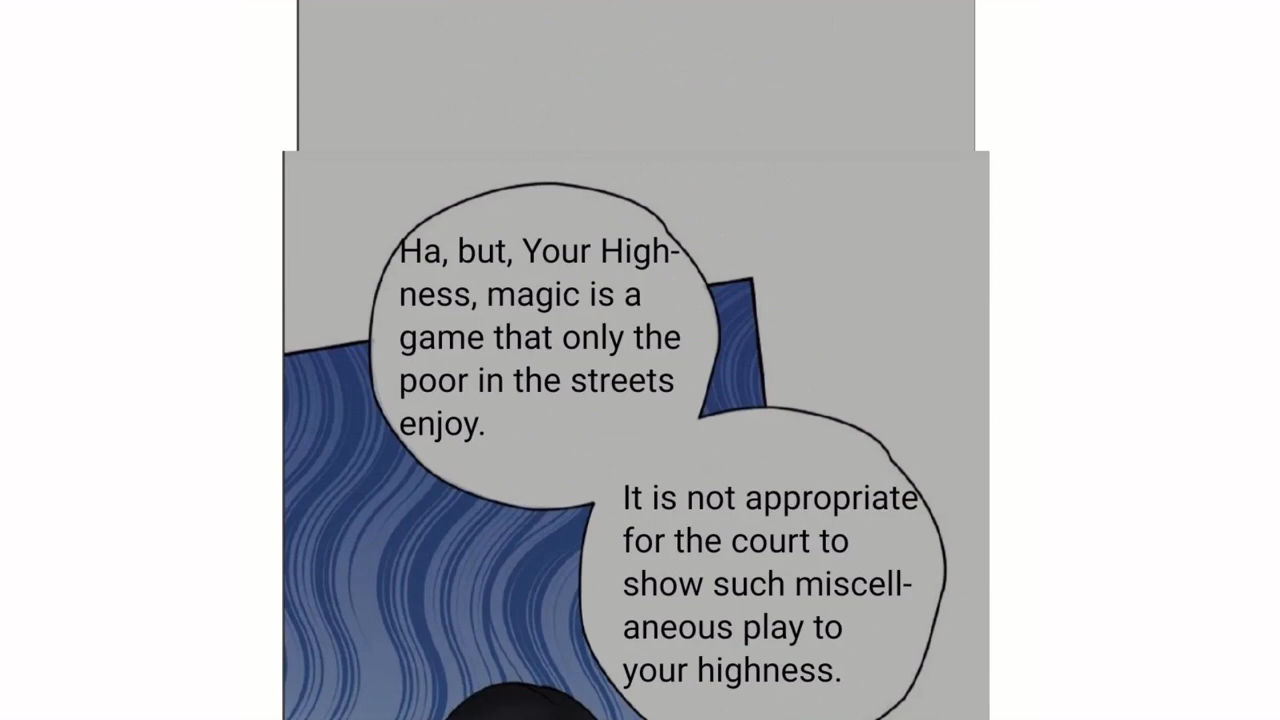 Ha, but, Your High-
ness, magic is a
game that only the
poor in the streets
enjoy.
It is not appropriate
for the court to
show such miscell-
aneous play to
your highness.